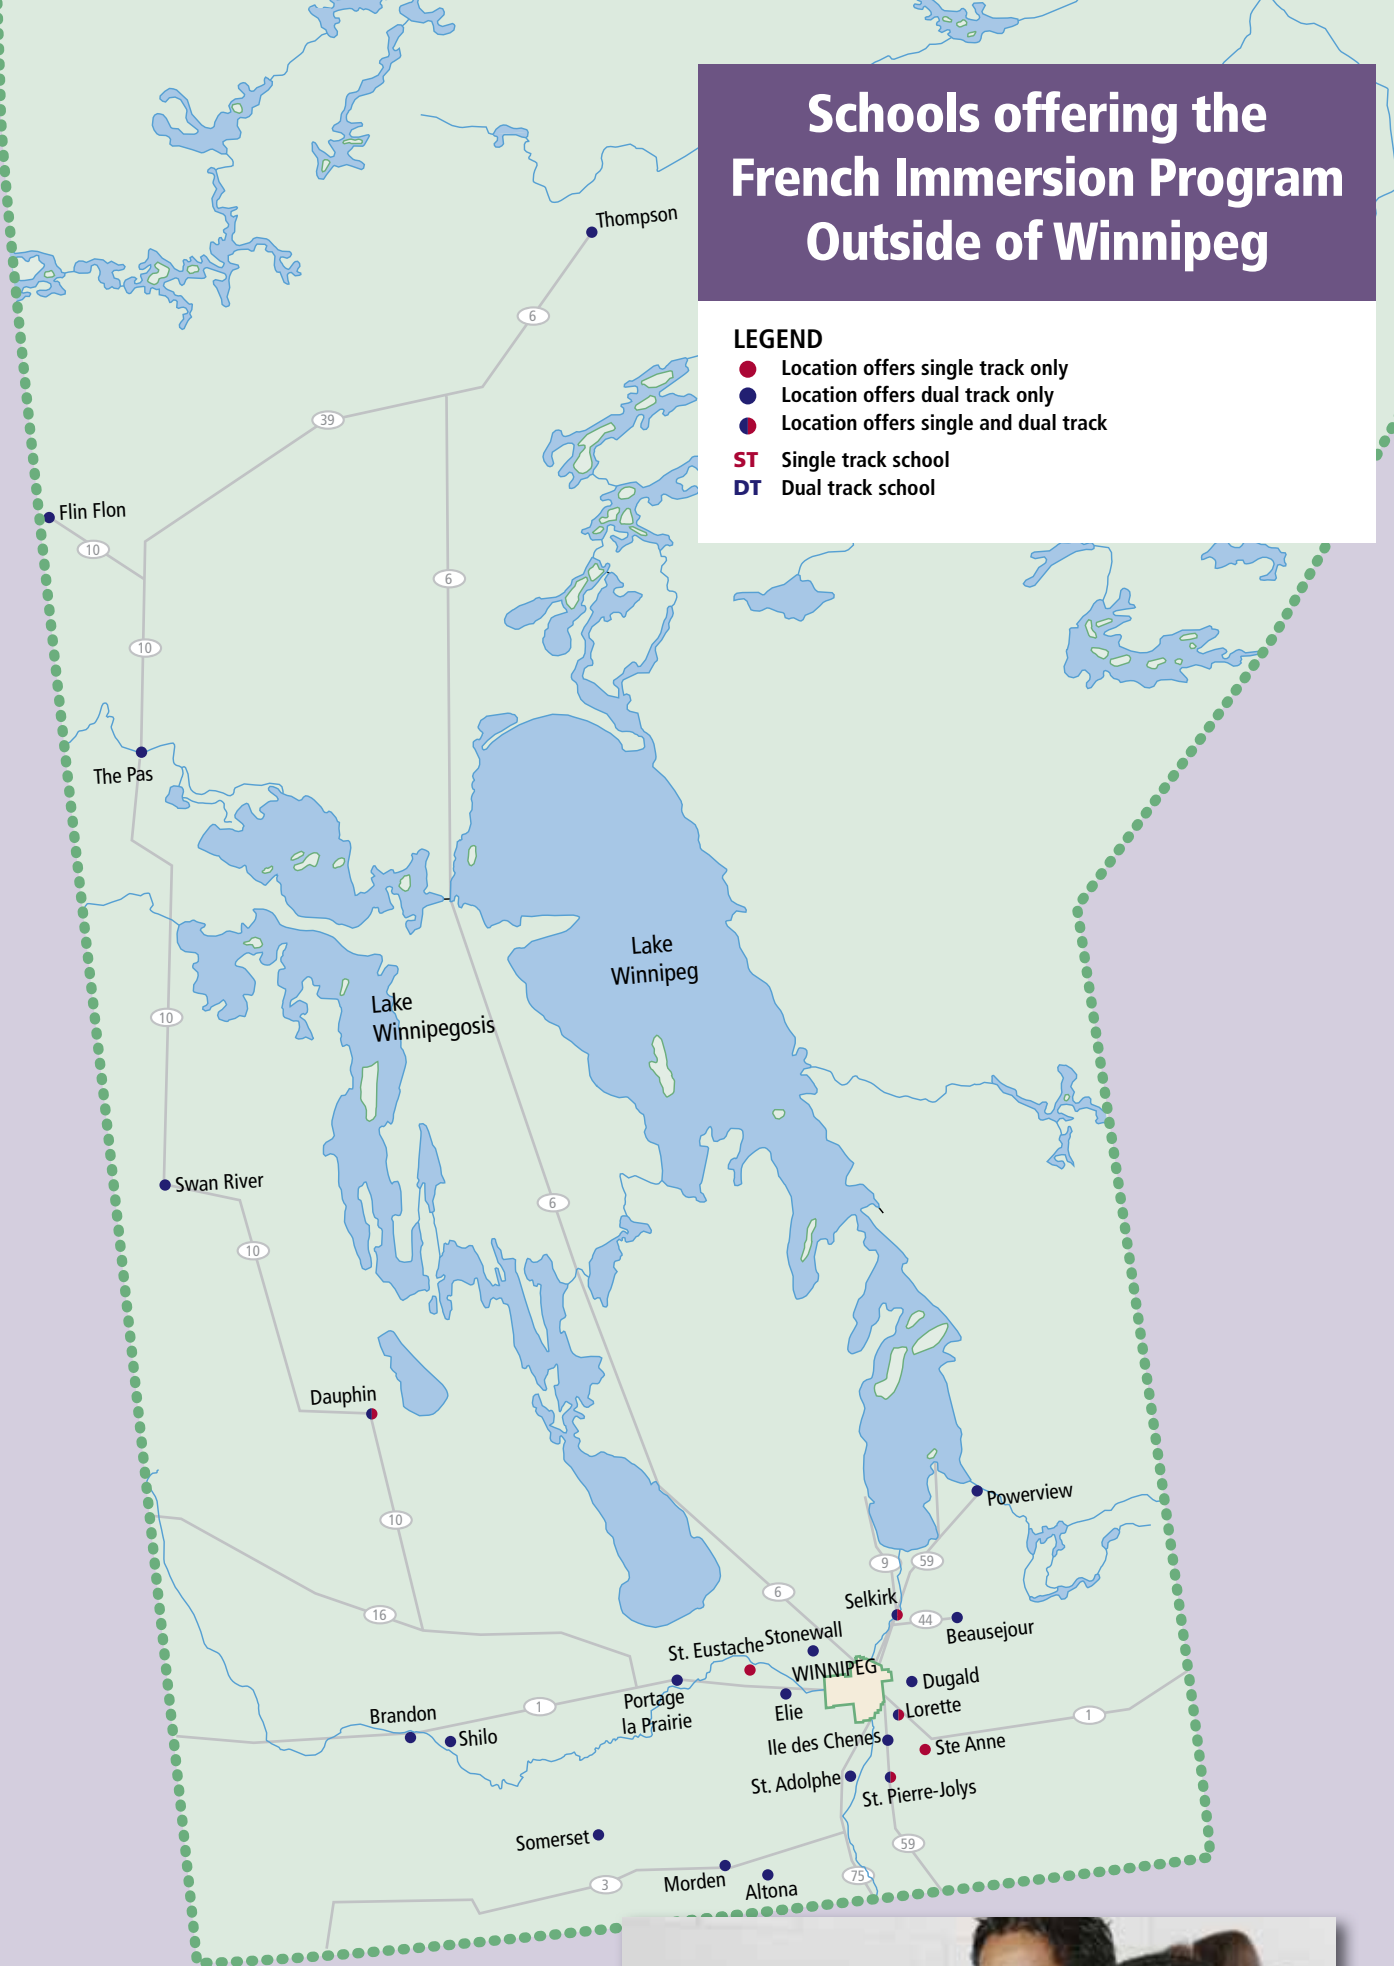 Schools offering the
French Immersion Program
Outside of Winnipeg
LEGEND
Location offers single track only
Location offers dual track only
Location offers single and dual track
ST Single track school
DT Dual track school
Thompson
6
39
Flin Flon
10
6
10
The Pas
Lake
Winnipeg
Lake
Winnipegosis
10
Swan River
6
10
Dauphin
Powerview
10
9
59
6
Selkirk
16
44
Beausejour
St. Eustache
Stonewall
WINNIPEG
Dugald
Portage
la Prairie
Elie
Lorette
1
Brandon
Shilo
1
Ile des Chenes
Ste Anne
St. Adolphe
St. Pierre-Jolys
Somerset
59
3
Morden
Altona
75